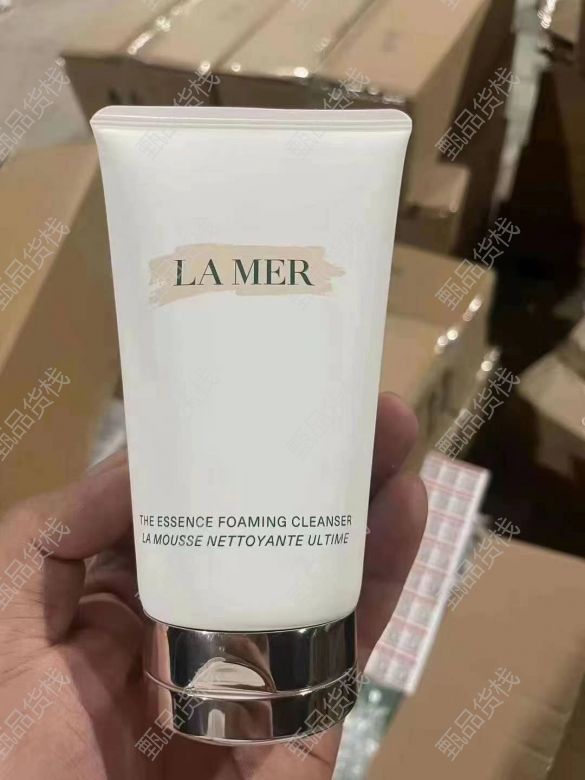 LA MER
THE ESSENCE FOAMING CLEANSER
LA MOUSSE NETTOYANTE ULTIME
甄品货栈